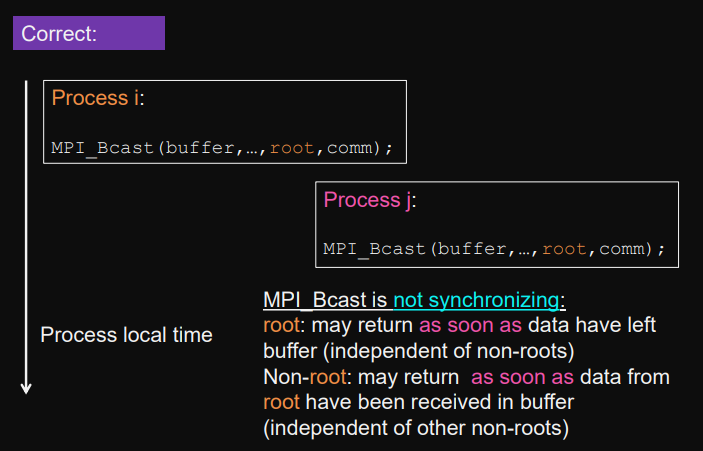 Correct:
Process i:
MPI_Bcast(buffer,…,root,comm);
Process j:
MPI_Bcast(buffer,…,root,comm);
MPI_Bcast is not synchronizing:
root: may return as soon as data have left
buffer (independent of non-roots)
Non-root: may return as soon as data from
root have been received in buffer
(independent of other non-roots)
Process local time